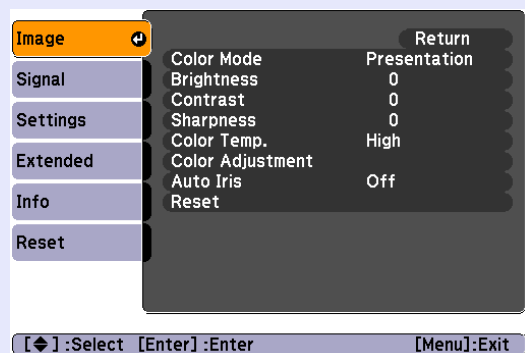 Image
Signal
Settings
Extended
Info
Reset
Return
Color Mode Presentation
Brightness 0
Contrast 0
Sharpness 0
Color Temp. High
Color Adjustment
Auto Iris Off
Reset
[◆] :Select [Enter] :Enter [Menu]:Exit